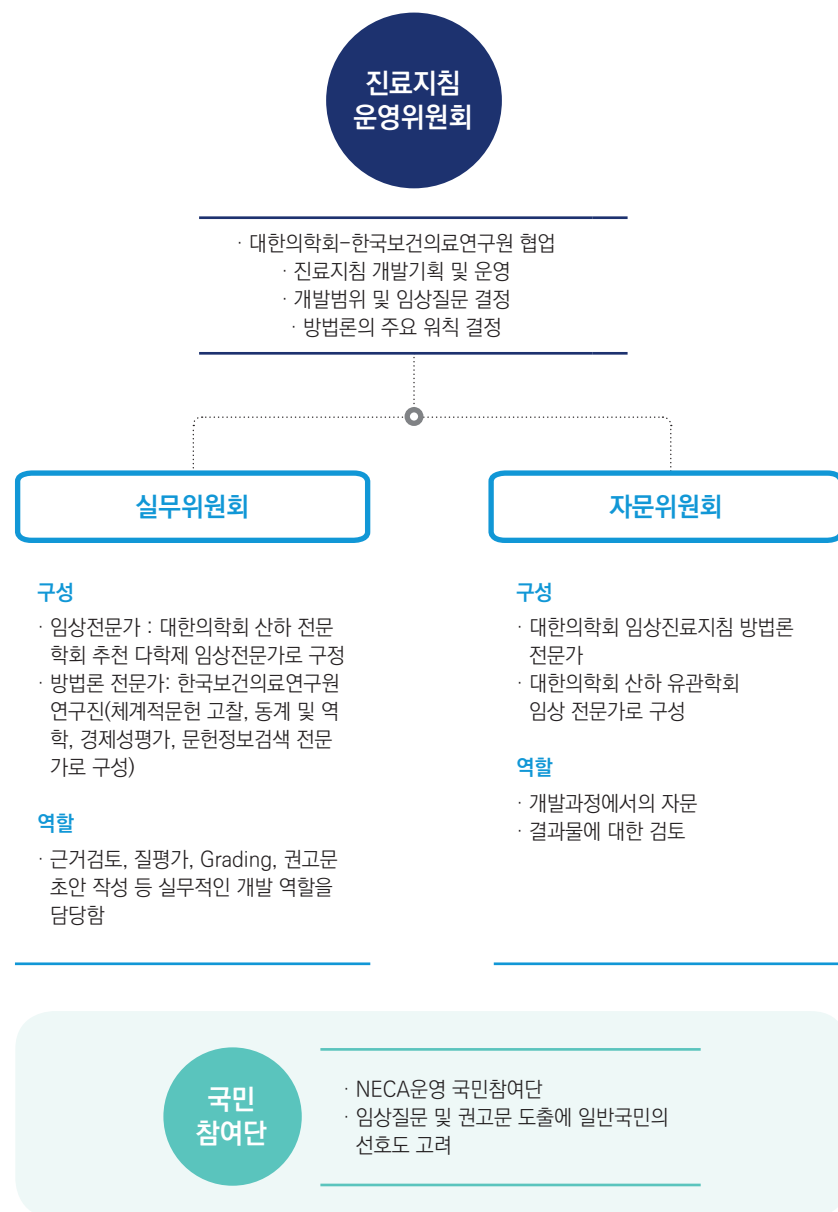 진료지침
운영위원회
· 대한의학회-한국보건의료연구원 협업
· 진료지침 개발기획 및 운영
· 개발범위 및 임상질문 결정
· 방법론의 주요 워칙 결정
실무위원회
구성
· 임상전문가 : 대한의학회 산하 전문
학회 추천 다학제 임상전문가로 구정
· 방법론 전문가: 한국보건의료연구원
연구진(체계적문헌 고찰, 동계 및 역
학, 경제성평가, 문헌정보검색 전문
가로 구성)
역할
· 근거검토, 질평가, Grading, 권고문
초안 작성 등 실무적인 개발 역할을
담당함
자문위원회
구성
· 대한의학회 임상진료지침 방법론
전문가
· 대한의학회 산하 유관학회
임상 전문가로 구성
역할
· 개발과정에서의 자문
· 결과물에 대한 검토
국민
참여단
· NECA운영 국민참여단
· 임상질문 및 권고문 도출에 일반국민의
선호도 고려